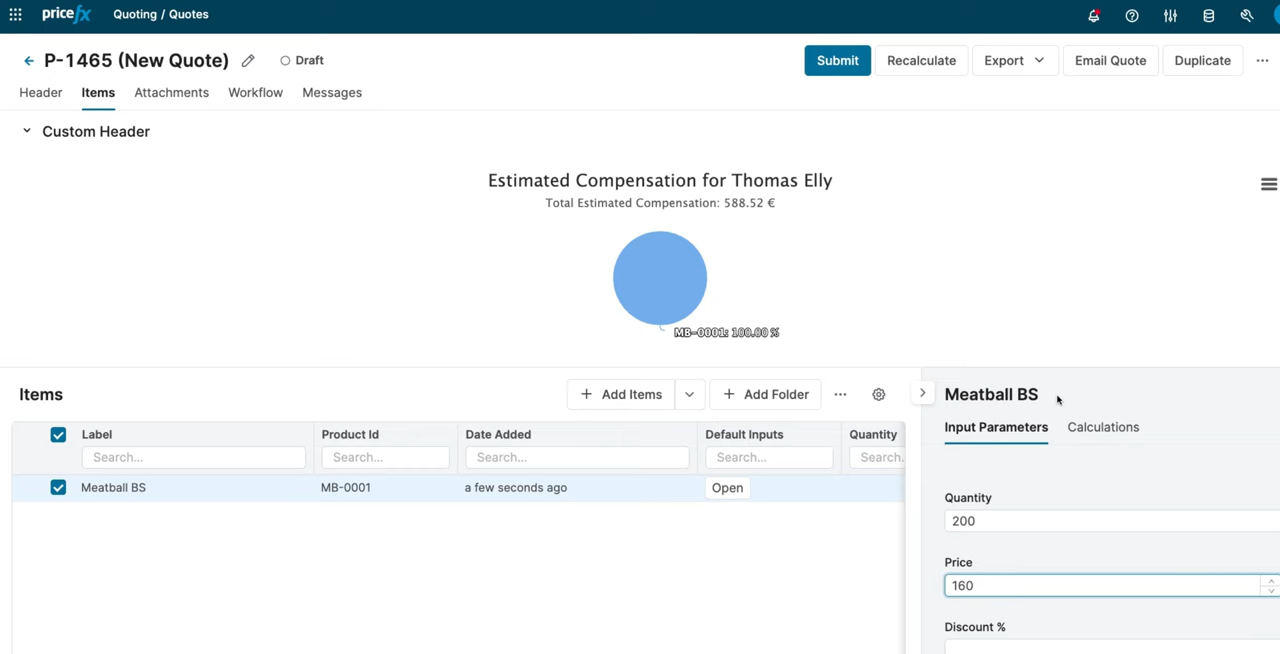 pricefx Quoting / Quotes
P-1465 (New Quote) Draft Submit Recalculate Export Email Quote Duplicate
Header Items Attachments Workflow Messages
Custom Header
Estimated Compensation for Thomas Elly
Total Estimated Compensation: 588.52 €
MB-0001: 100.00 %
Items Add Items Add Folder
Label Product Id Date Added Default Inputs Quantity
Search... Search... Search... Search... Search.
Meatball BS MB-0001 a few seconds ago Open
Meatball BS
Input Parameters Calculations
Quantity
200
Price
160
Discount %